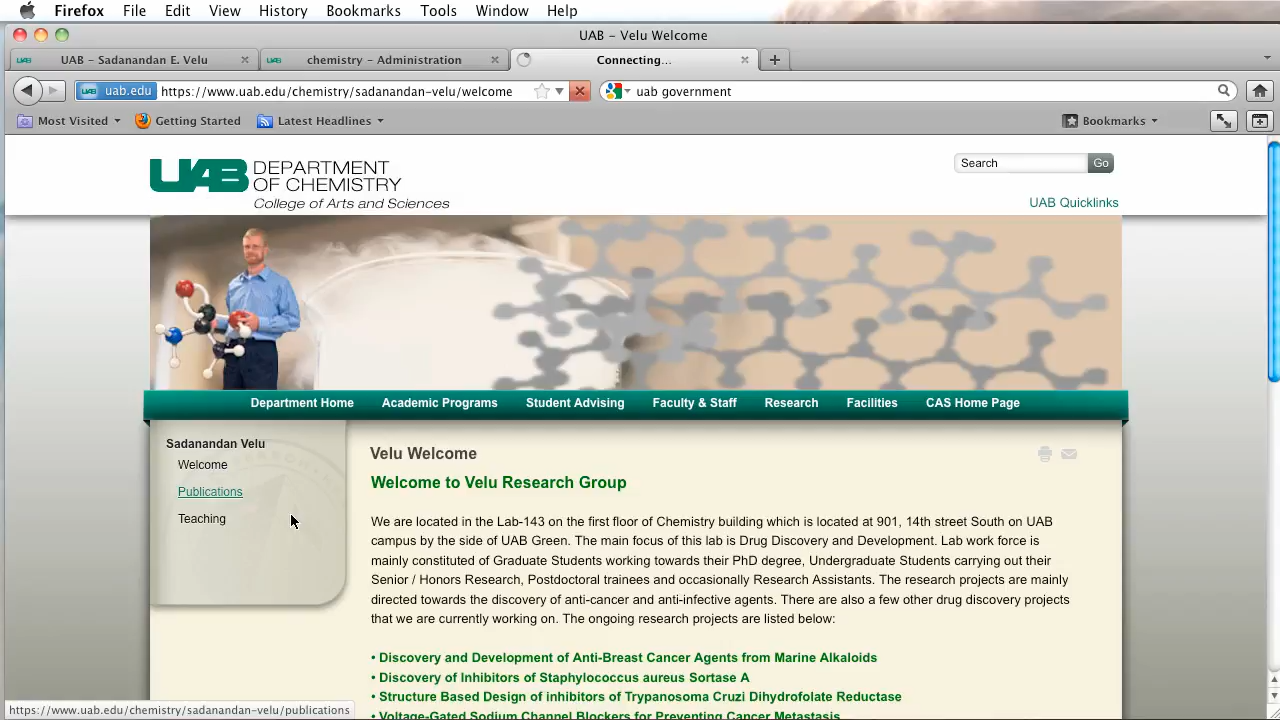 Firefox File Edit View History Bookmarks Tools Window Help
UAB – Velu Welcome
UAB – Sadanandan E. Velu
chemistry – Administration
Connecting...
uab.edu https://www.uab.edu/chemistry/sadanandan-velu/welcome
uab government
Most Visited Getting Started Latest Headlines Bookmarks
UAB DEPARTMENT
OF CHEMISTRY
College of Arts and Sciences
Search Go
UAB Quicklinks
Department Home Academic Programs Student Advising Faculty & Staff Research Facilities CAS Home Page
Sadanandan Velu
Welcome
Publications
Teaching
Velu Welcome
Welcome to Velu Research Group
We are located in the Lab-143 on the first floor of Chemistry building which is located at 901, 14th street South on UAB
campus by the side of UAB Green. The main focus of this lab is Drug Discovery and Development. Lab work force is
mainly constituted of Graduate Students working towards their PhD degree, Undergraduate Students carrying out their
Senior / Honors Research, Postdoctoral trainees and occasionally Research Assistants. The research projects are mainly
directed towards the discovery of anti-cancer and anti-infective agents. There are also a few other drug discovery projects
that we are currently working on. The ongoing research projects are listed below:
• Discovery and Development of Anti-Breast Cancer Agents from Marine Alkaloids
• Discovery of Inhibitors of Staphylococcus aureus Sortase A
• Structure Based Design of inhibitors of Trypanosoma Cruzi Dihydrofolate Reductase
• Voltage-Gated Sodium Channel Blockers for Preventing Cancer Metastasis
https://www.uab.edu/chemistry/sadanandan-velu/publications